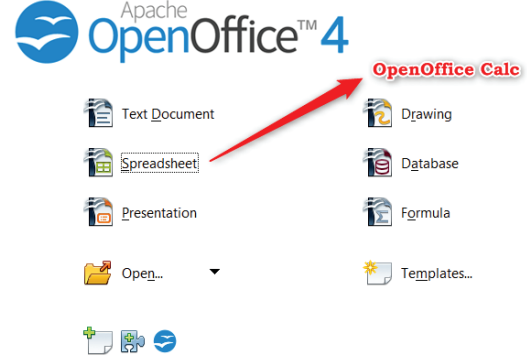 Apache
OpenOffice™ 4
OpenOffice Calc
Text Document
Drawing
Spreadsheet
Database
Presentation
Formula
Open...
Templates...